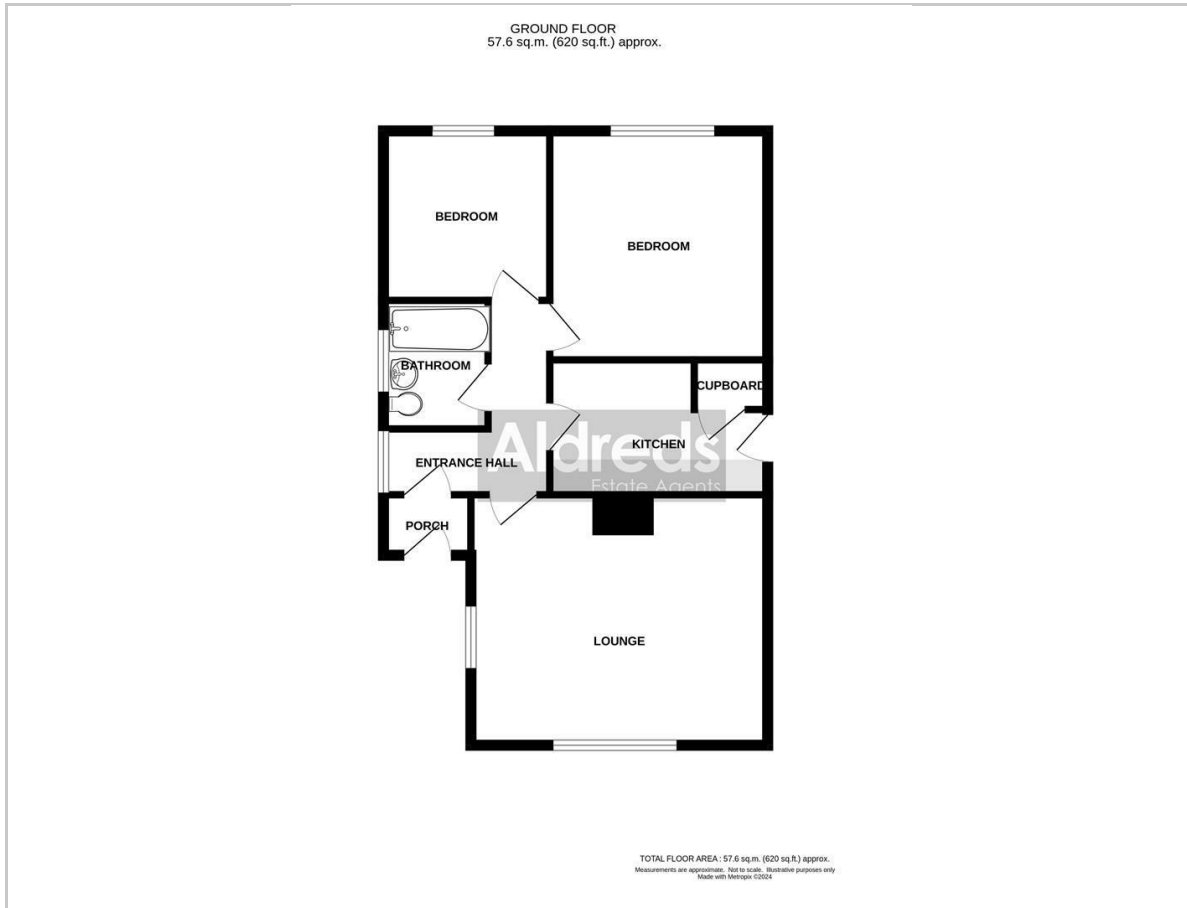 GROUND FLOOR
57.6 sq.m. (620 sq.ft.) approx.
BEDROOM
BEDROOM
BATHROOM
CUPBOARD
Aldreds
KITCHEN
ENTRANCE HALL
Estate Agents
PORCH
LOUNGE
TOTAL FLOOR AREA : 57.6 sq.m. (620 sq.ft.) approx.
Measurements are approximate. Not to scale. Illustrative purposes only
Made with Metropix ©2024